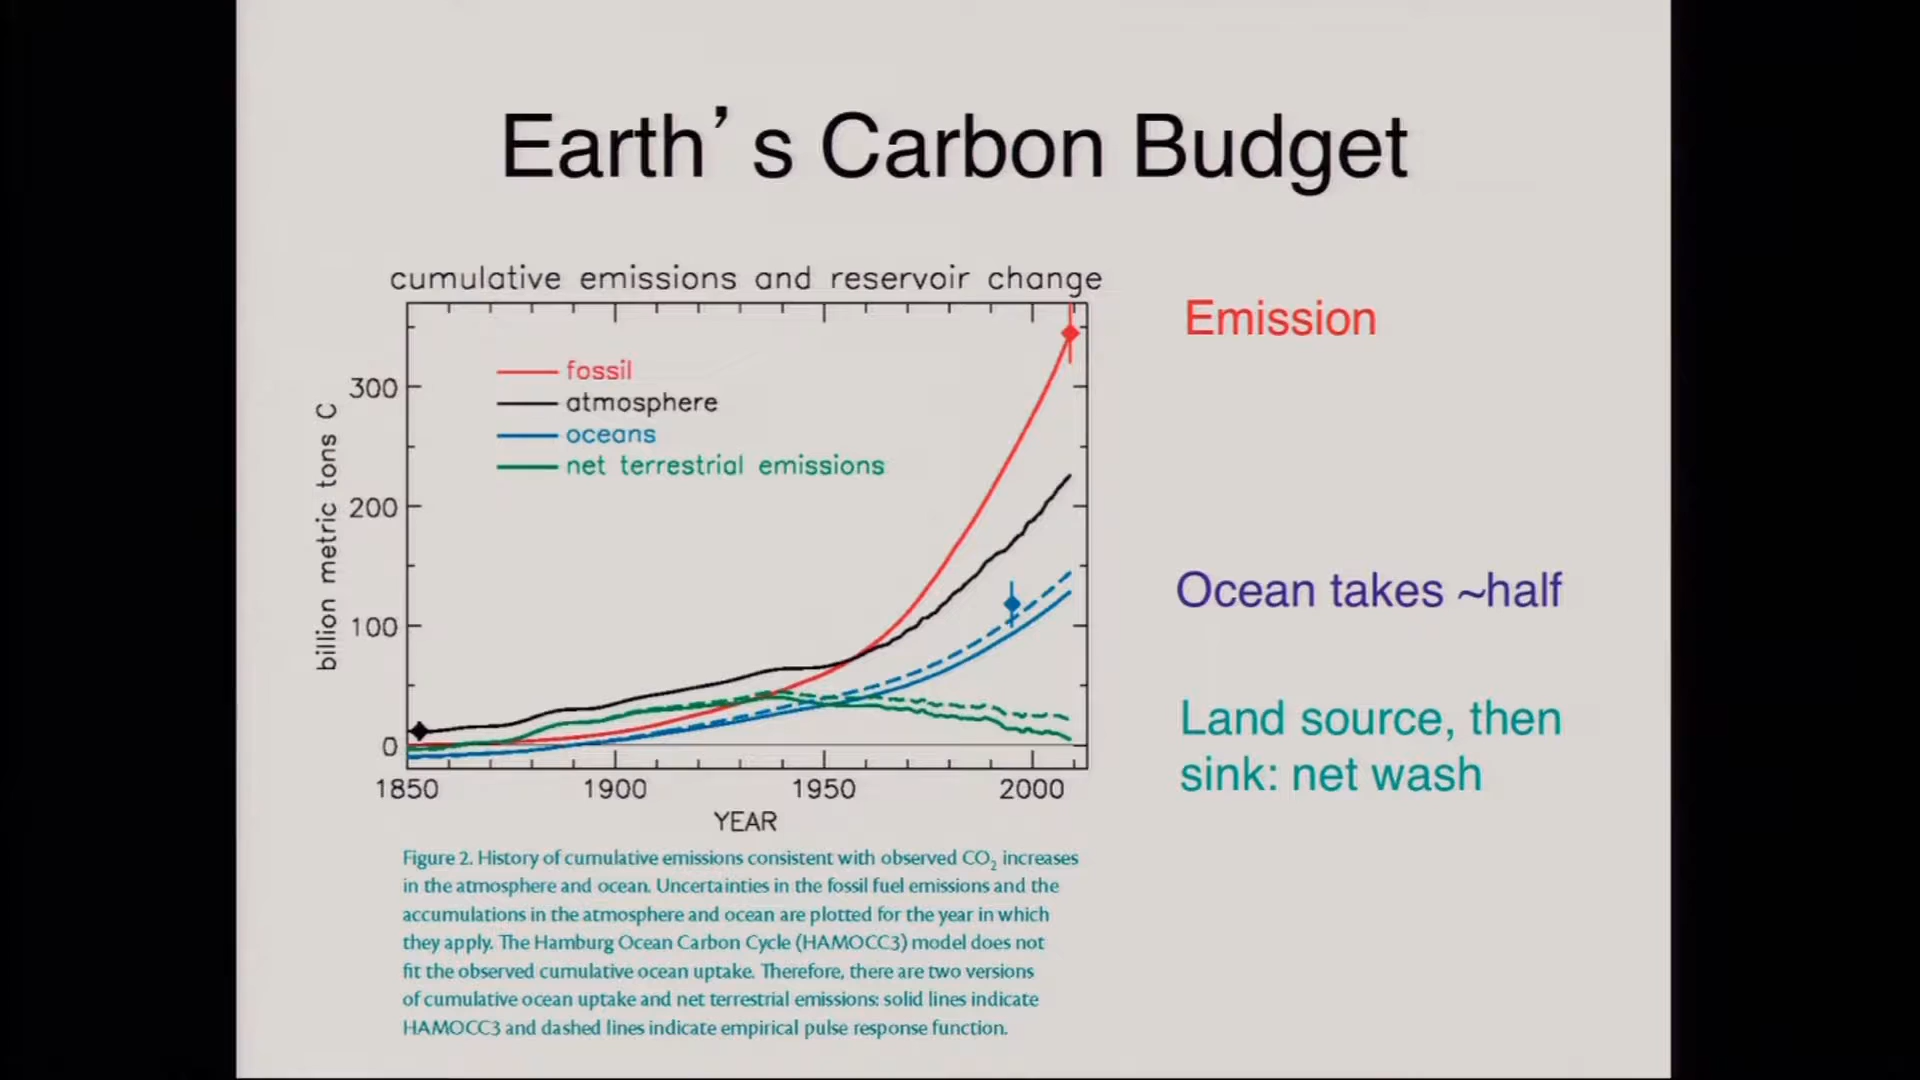 Earth’s Carbon Budget
cumulative emissions and reservoir change
Emission
fossil
atmosphere
oceans
net terrestrial emissions
billion metric tons C
300
200
100
0
1850 1900 1950 2000
YEAR
Ocean takes ~half
Land source, then
sink: net wash
Figure 2. History of cumulative emissions consistent with observed CO₂ increases
in the atmosphere and ocean. Uncertainties in the fossil fuel emissions and the
accumulations in the atmosphere and ocean are plotted for the year in which
they apply. The Hamburg Ocean Carbon Cycle (HAMOCC3) model does not
fit the observed cumulative ocean uptake. Therefore, there are two versions
of cumulative ocean uptake and net terrestrial emissions: solid lines indicate
HAMOCC3 and dashed lines indicate empirical pulse response function.